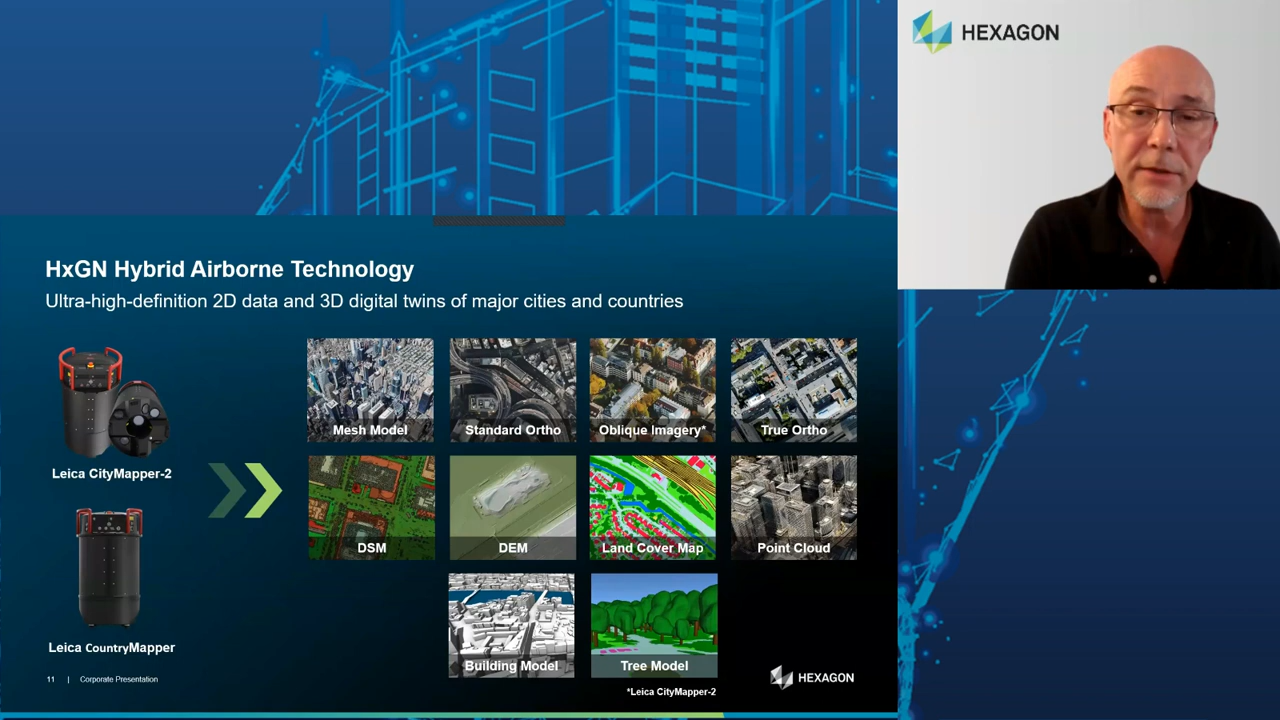 HEXAGON
HxGN Hybrid Airborne Technology
Ultra-high-definition 2D data and 3D digital twins of major cities and countries
Leica CityMapper-2
Leica CountryMapper
Mesh Model
Standard Ortho
Oblique Imagery*
True Ortho
DSM
DEM
Land Cover Map
Point Cloud
Building Model
Tree Model
*Leica CityMapper-2
11 | Corporate Presentation
HEXAGON